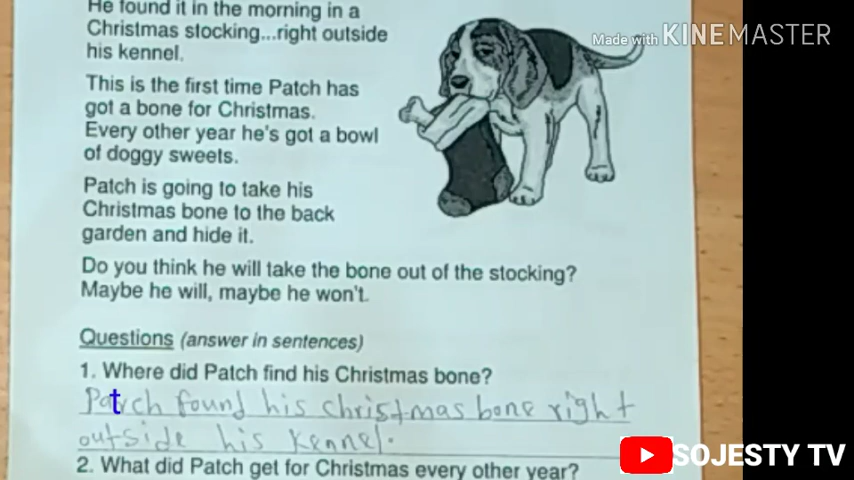 He found it in the morning in a
Christmas stocking...right outside
his kennel.
This is the first time Patch has
got a bone for Christmas.
Every other year he's got a bowl
of doggy sweets.
Patch is going to take his
Christmas bone to the back
garden and hide it.
Do you think he will take the bone out of the stocking?
Maybe he will, maybe he won't.
Questions (answer in sentences)
1. Where did Patch find his Christmas bone?
Patch found his christmas bone right
outside his kennel.
2. What did Patch get for Christmas every other year?
Made with KINEMASTER
SOJESTY TV